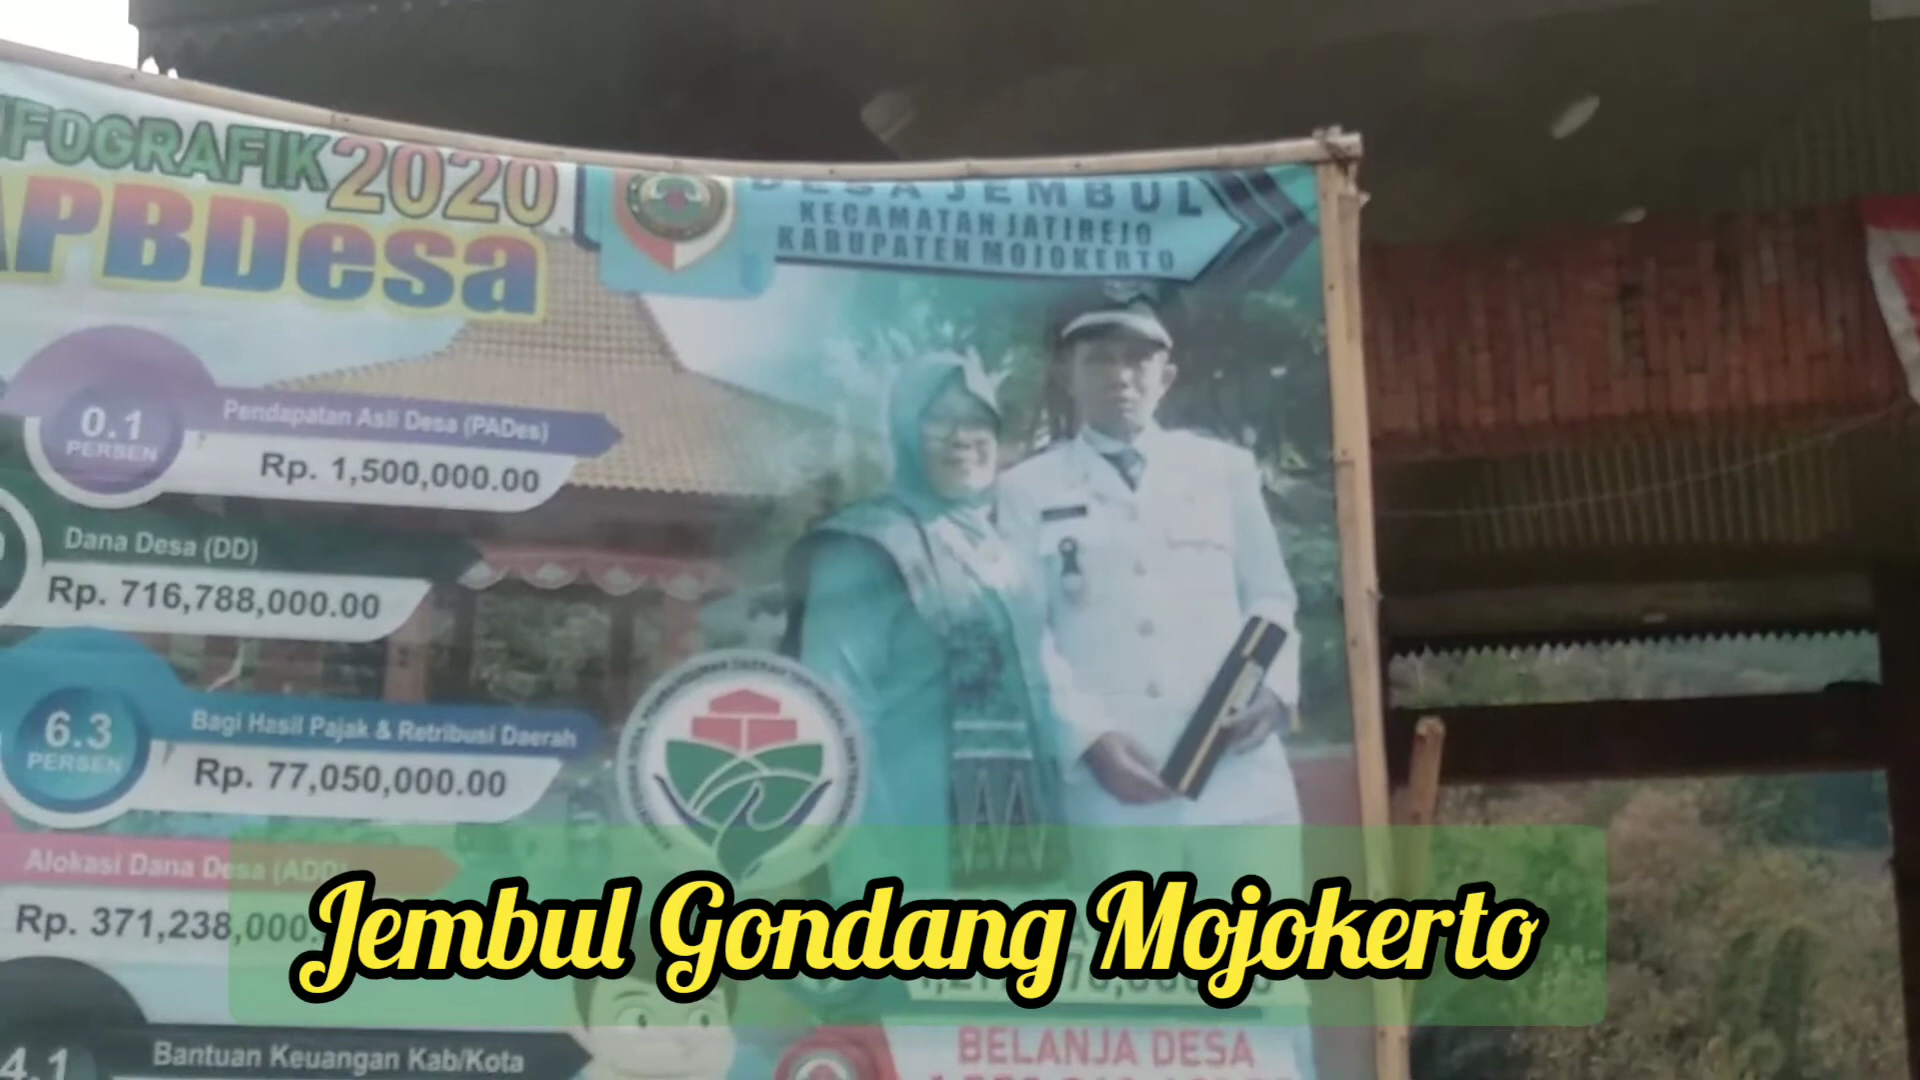 NFOGRAFIK 2020
APBDesa
DESA JEMBUL
KECAMATAN JATIREJO
KABUPATEN MOJOKERTO
0.1
PERSEN
Pendapatan Asli Desa (PADes)
Rp. 1,500,000.00
Dana Desa (DD)
Rp. 716,788,000.00
6.3
PERSEN
Bagi Hasil Pajak & Retribusi Daerah
Rp. 77,050,000.00
Alokasi Dana Desa (ADD)
Rp. 371,238,000
Jembul Gondang Mojokerto
4.1
Bantuan Keuangan Kab/Kota
BELANJA DESA